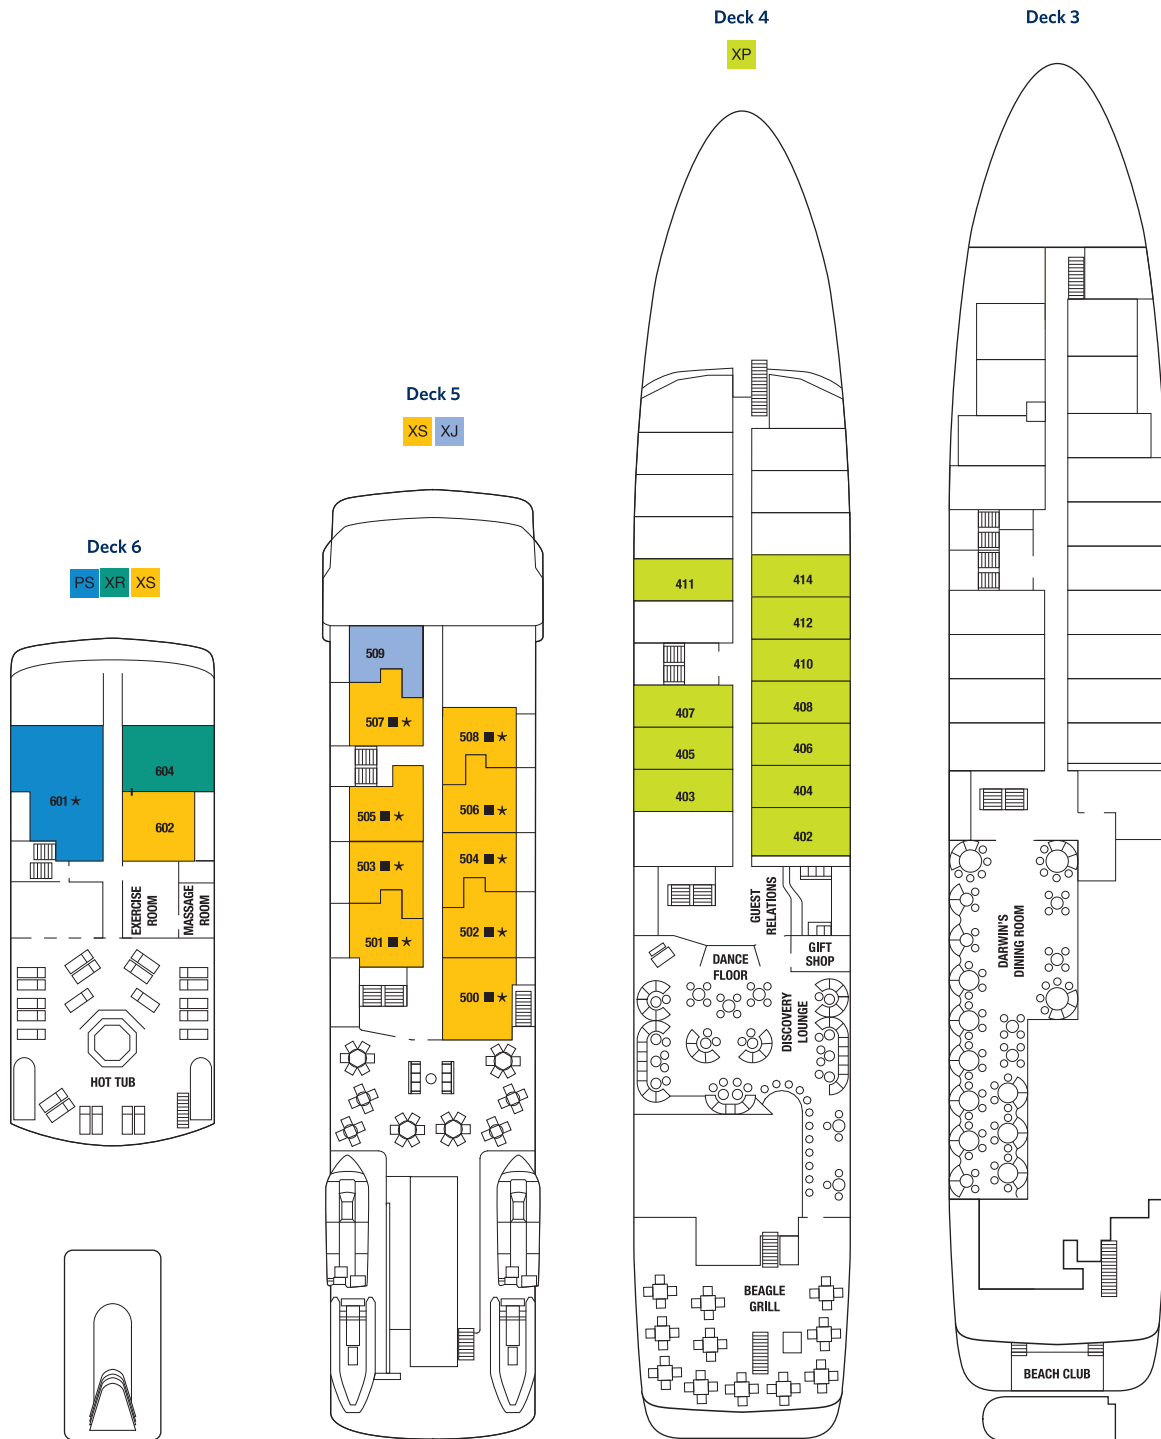 Deck 6
PS XR XS
601 ★
604
602
EXERCISE
ROOM
MASSAGE
ROOM
HOT TUB
Deck 5
XS XJ
509
507 ■ ★
508 ■ ★
505 ■ ★
506 ■ ★
503 ■ ★
504 ■ ★
501 ■ ★
502 ■ ★
500 ■ ★
Deck 4
XP
411
414
412
410
407
408
405
406
403
404
402
GUEST
RELATIONS
GIFT
SHOP
DANCE
FLOOR
DISCOVERY
LOUNGE
BEAGLE
GRILL
Deck 3
DARWIN'S
DINING ROOM
BEACH CLUB